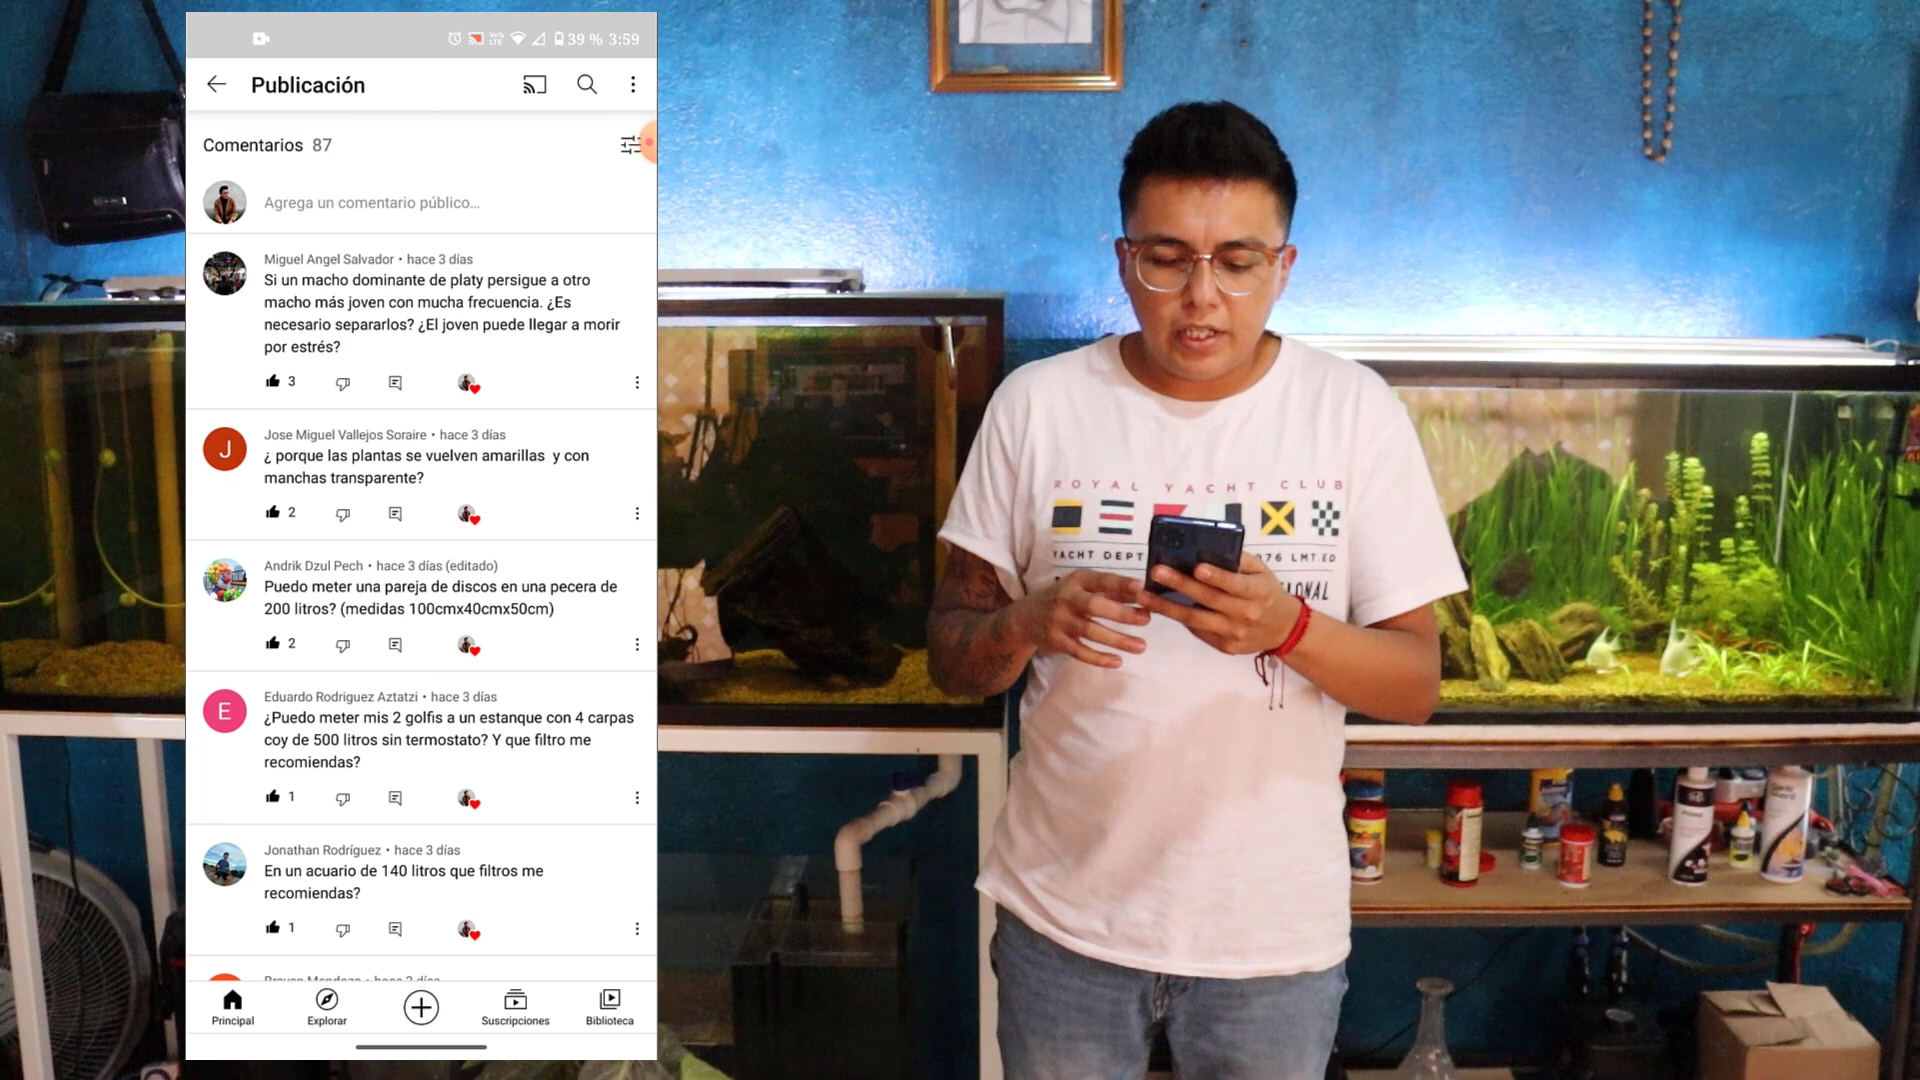 39 % 3:59
Publicación
Comentarios 87
Agrega un comentario público...
Miguel Angel Salvador • hace 3 días
Si un macho dominante de platy persigue a otro
macho más joven con mucha frecuencia. ¿Es
necesario separarlos? ¿El joven puede llegar a morir
por estrés?
3
J
Jose Miguel Vallejos Soraire • hace 3 días
¿ porque las plantas se vuelven amarillas y con
manchas transparente?
2
Andrik Dzul Pech • hace 3 días (editado)
Puedo meter una pareja de discos en una pecera de
200 litros? (medidas 100cmx40cmx50cm)
2
E
Eduardo Rodriguez Aztatzi • hace 3 días
¿Puedo meter mis 2 golfis a un estanque con 4 carpas
coy de 500 litros sin termostato? Y que filtro me
recomiendas?
1
Jonathan Rodríguez • hace 3 días
En un acuario de 140 litros que filtros me
recomiendas?
1
Principal
Explorar
Suscripciones
Biblioteca
ROYAL YACHT CLUB
YACHT DEPT 976 LMT.ED